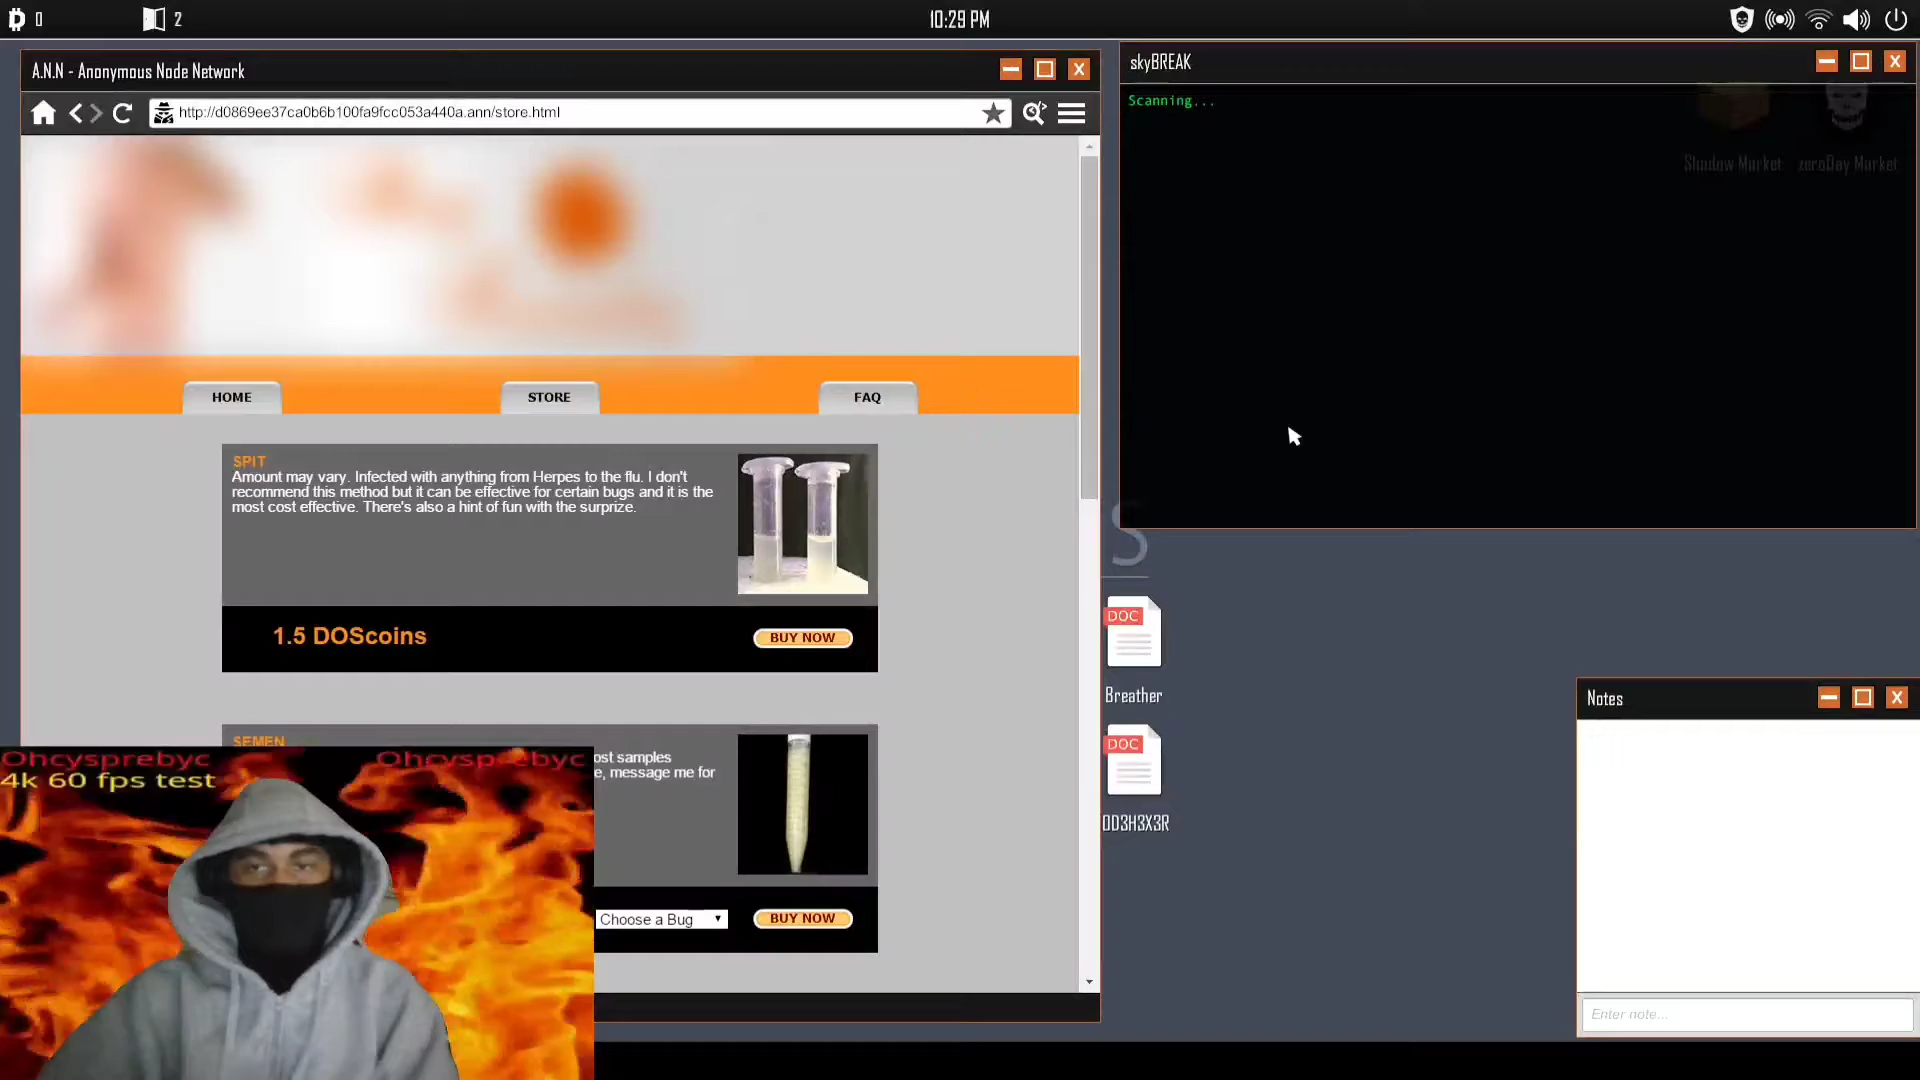 0
2
10:29 PM
A.N.N - Anonymous Node Network
http://d0869ee37ca0b6b100fa9fcc053a440a.ann/store.html
HOME
STORE
FAQ
SPIT
Amount may vary. Infected with anything from Herpes to the flu. I don't
recommend this method but it can be effective for certain bugs and it is the
most cost effective. There's also a hint of fun with the surprize.
1.5 DOScoins
BUY NOW
SEMEN
ost samples
e, message me for
Choose a Bug
BUY NOW
Ohcysprebyc
Ohcysprebyc
4k 60 fps test
skyBREAK
Scanning...
Shadow Market
zeroDay Market
S
DOC
Breather
DOC
0D3H3X3R
Notes
Enter note...